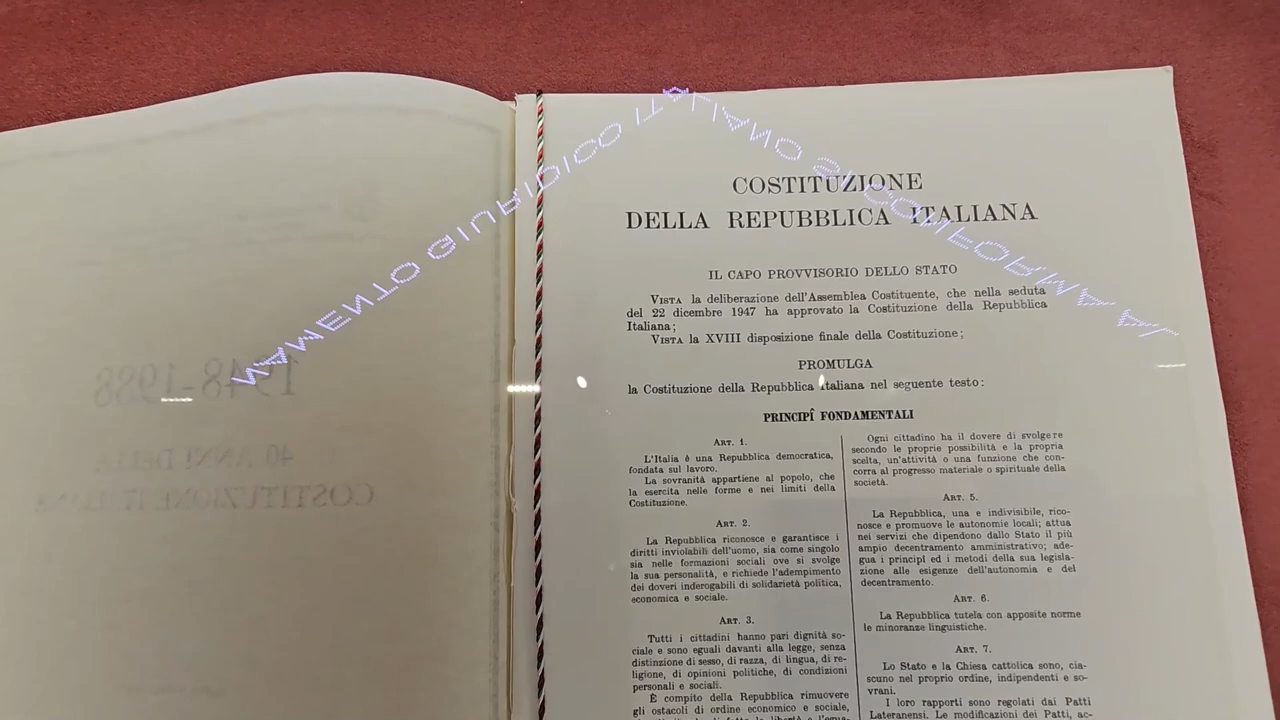 1948-1988
40 ANNI DELLA
COSTITUZIONE ITALIANA
NAMENTO GIURIDICO ITALIANO SI CONFORMA AL
COSTITUZIONE
DELLA REPUBBLICA ITALIANA
IL CAPO PROVVISORIO DELLO STATO
VISTA la deliberazione dell'Assemblea Costituente, che nella seduta
del 22 dicembre 1947 ha approvato la Costituzione della Repubblica
Italiana;
VISTA la XVIII disposizione finale della Costituzione;
PROMULGA
la Costituzione della Repubblica Italiana nel seguente testo:
PRINCIPÎ FONDAMENTALI
ART. 1.
L'Italia è una Repubblica democratica,
fondata sul lavoro.
La sovranità appartiene al popolo, che
la esercita nelle forme e nei limiti della
Costituzione.
ART. 2.
La Repubblica riconosce e garantisce i
diritti inviolabili dell'uomo, sia come singolo
sia nelle formazioni sociali ove si svolge
la sua personalità, e richiede l'adempimento
dei doveri inderogabili di solidarietà politica,
economica e sociale.
ART. 3.
Tutti i cittadini hanno pari dignità so-
ciale e sono eguali davanti alla legge, senza
distinzione di sesso, di razza, di lingua, di re-
ligione, di opinioni politiche, di condizioni
personali e sociali.
È compito della Repubblica rimuovere
gli ostacoli di ordine economico e sociale,
Ogni cittadino ha il dovere di svolgere
secondo le proprie possibilità e la propria
scelta, un'attività o una funzione che con-
corra al progresso materiale o spirituale della
società.
ART. 5.
La Repubblica, una e indivisibile, rico-
nosce e promuove le autonomie locali; attua
nei servizi che dipendono dallo Stato il più
ampio decentramento amministrativo; ade-
gua i principî ed i metodi della sua legisla-
zione alle esigenze dell'autonomia e del
decentramento.
ART. 6.
La Repubblica tutela con apposite norme
le minoranze linguistiche.
ART. 7.
Lo Stato e la Chiesa cattolica sono, cia-
scuno nel proprio ordine, indipendenti e so-
vrani.
I loro rapporti sono regolati dai Patti
Lateranensi. Le modificazioni dei Patti, ac-